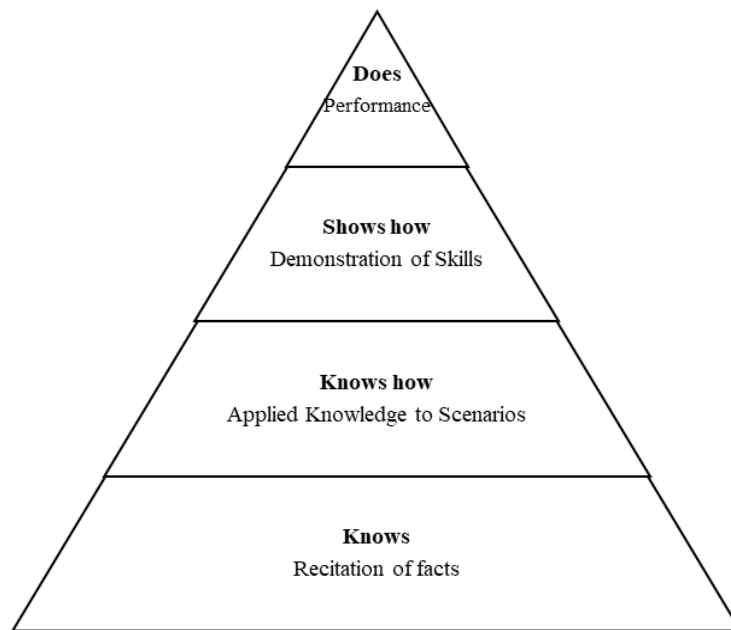 Does
Performance
Shows how
Demonstration of Skills
Knows how
Applied Knowledge to Scenarios
Knows
Recitation of facts